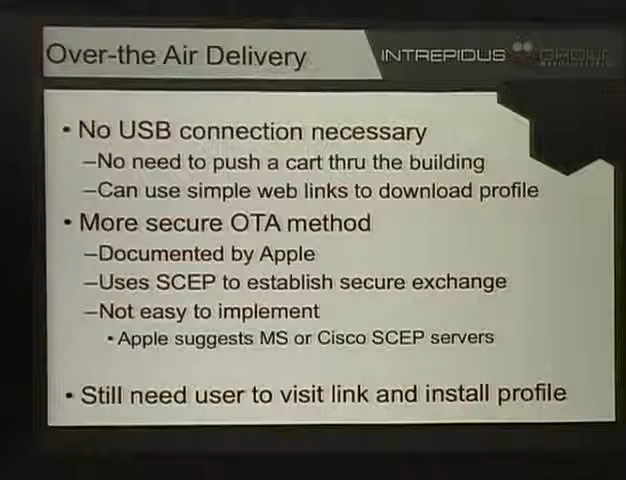 Over-the Air Delivery
INTREPIDUS GROUP
• No USB connection necessary
–No need to push a cart thru the building
–Can use simple web links to download profile
• More secure OTA method
–Documented by Apple
–Uses SCEP to establish secure exchange
–Not easy to implement
• Apple suggests MS or Cisco SCEP servers
• Still need user to visit link and install profile